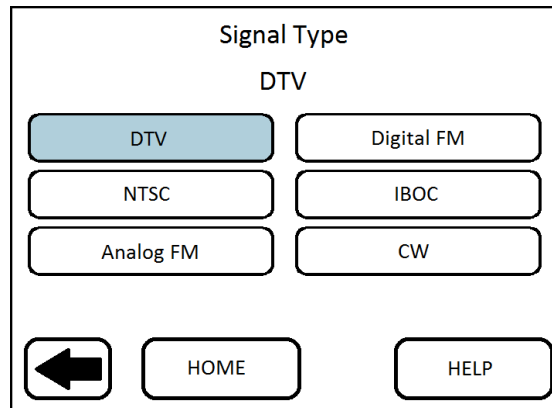 Signal Type
DTV
DTV
Digital FM
NTSC
IBOC
Analog FM
CW
HOME
HELP